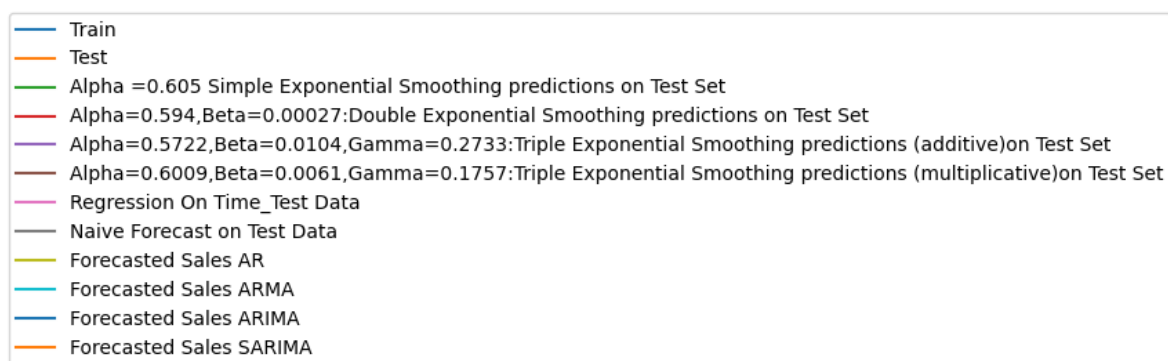 Train
Test
Alpha =0.605 Simple Exponential Smoothing predictions on Test Set
Alpha=0.594,Beta=0.00027:Double Exponential Smoothing predictions on Test Set
Alpha=0.5722,Beta=0.0104,Gamma=0.2733:Triple Exponential Smoothing predictions (additive)on Test Set
Alpha=0.6009,Beta=0.0061,Gamma=0.1757:Triple Exponential Smoothing predictions (multiplicative)on Test Set
Regression On Time_Test Data
Naive Forecast on Test Data
Forecasted Sales AR
Forecasted Sales ARMA
Forecasted Sales ARIMA
Forecasted Sales SARIMA